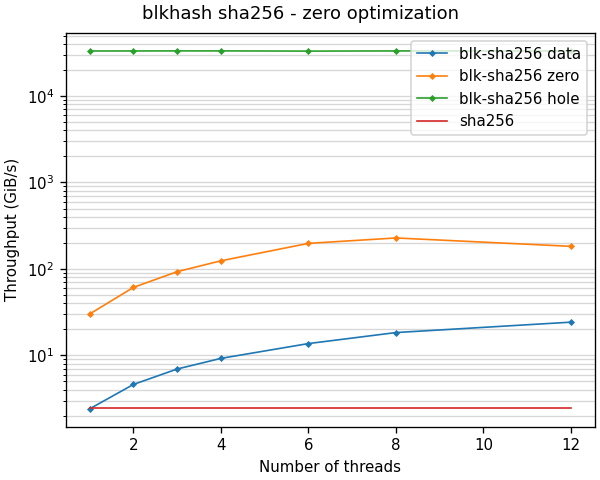 blkhash sha256 - zero optimization
blk-sha256 data
blk-sha256 zero
blk-sha256 hole
sha256
Throughput (GiB/s)
10⁴
10³
10²
10¹
2 4 6 8 10 12
Number of threads